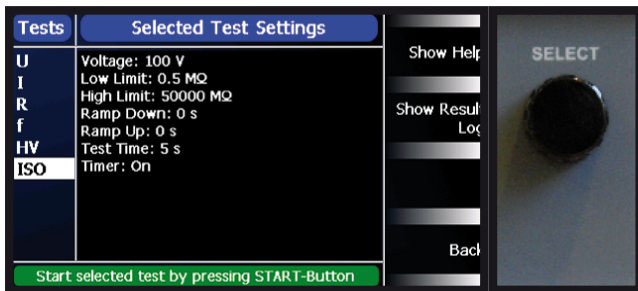 Tests
Selected Test Settings
U
I
R
f
HV
ISO
Voltage: 100 V
Low Limit: 0.5 MΩ
High Limit: 50000 MΩ
Ramp Down: 0 s
Ramp Up: 0 s
Test Time: 5 s
Timer: On
Start selected test by pressing START-Button
Show Help
Show Resul
Log
Back
SELECT